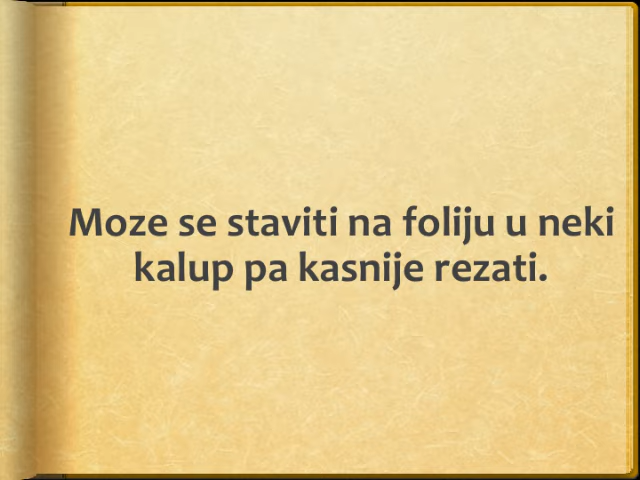 Moze se staviti na foliju u neki
kalup pa kasnije rezati.